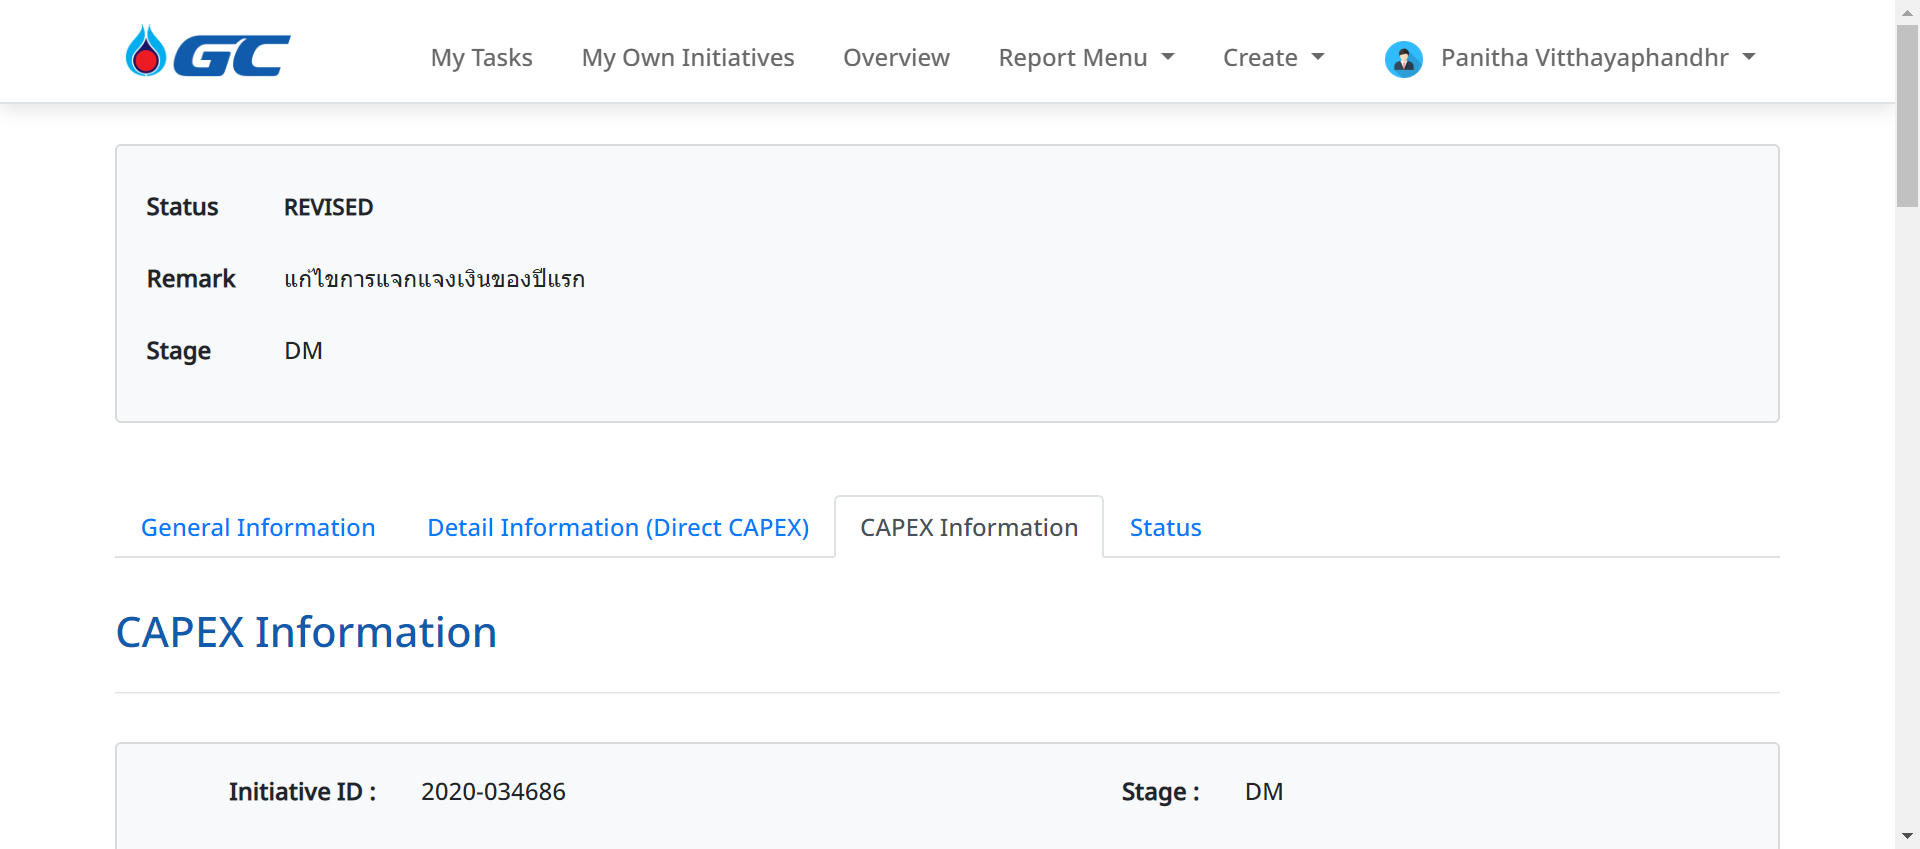 GC
My Tasks My Own Initiatives Overview Report Menu Create Panitha Vitthayaphandhr
Status REVISED
Remark แก้ไขการแจกแจงเงินของปีแรก
Stage DM
General Information Detail Information (Direct CAPEX) CAPEX Information Status
CAPEX Information
Initiative ID : 2020-034686 Stage : DM